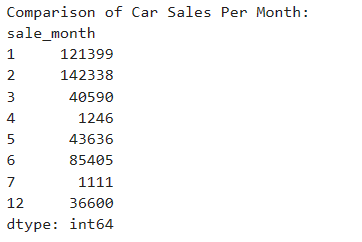 Comparison of Car Sales Per Month:
sale_month
1     121399
2     142338
3      40590
4       1246
5      43636
6      85405
7       1111
12     36600
dtype: int64